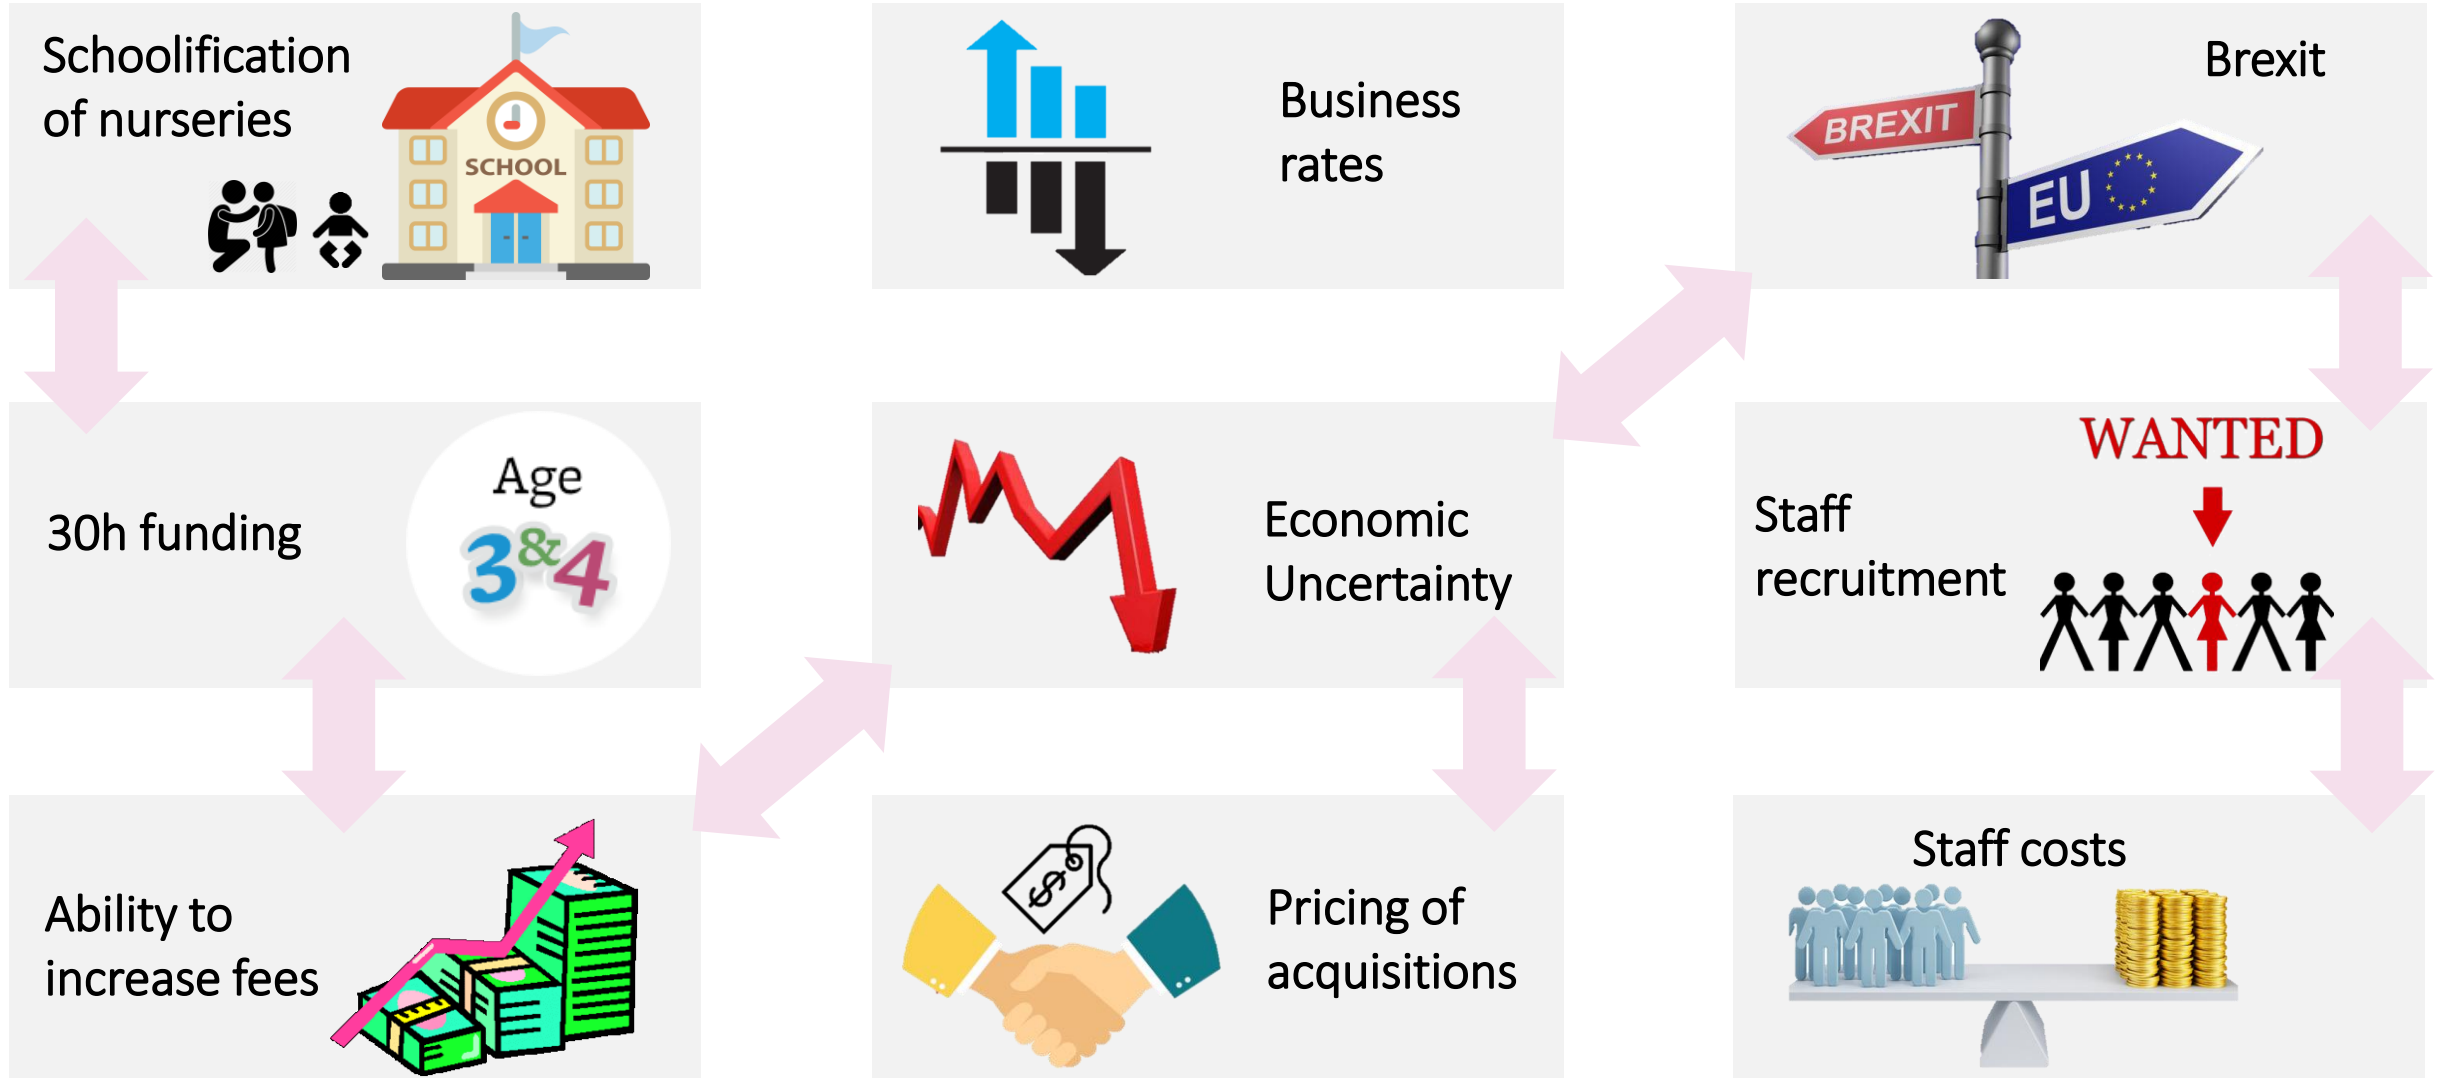 Schoolification
of nurseries
SCHOOL
Business
rates
Brexit
BREXIT
EU
30h funding
Age
3&4
Economic
Uncertainty
WANTED
Staff
recruitment
Ability to
increase fees
$
Pricing of
acquisitions
Staff costs